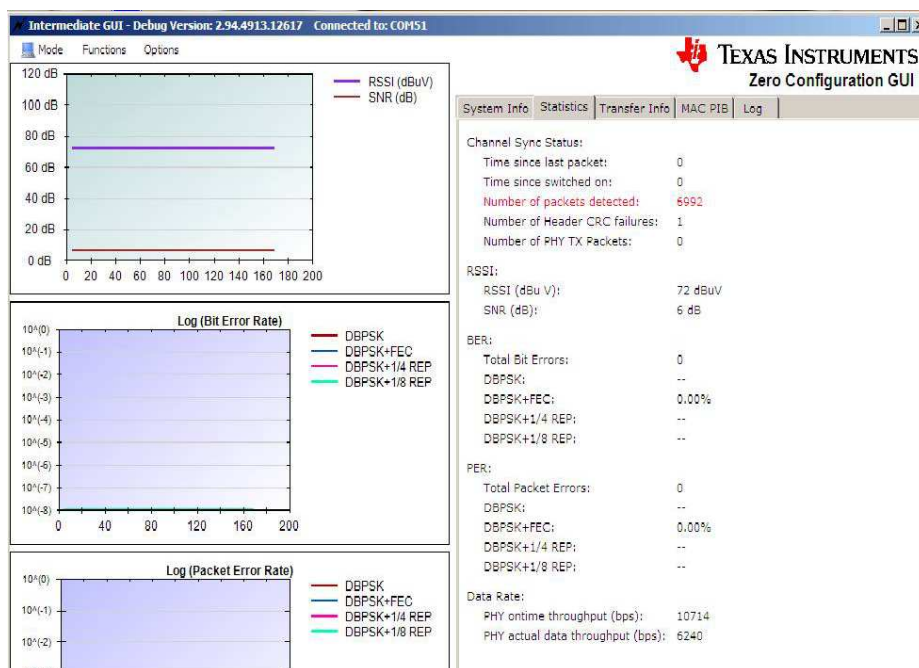 Intermediate GUI - Debug Version: 2.94.4913.12617 Connected to: COM51
Mode Functions Options
TEXAS INSTRUMENTS
Zero Configuration GUI
120 dB
100 dB
80 dB
60 dB
40 dB
20 dB
0 dB
0 20 40 60 80 100 120 140 160 180 200
RSSI (dBuV)
SNR (dB)
Log (Bit Error Rate)
10^(0)
10^(-1)
10^(-2)
10^(-3)
10^(-4)
10^(-5)
10^(-6)
10^(-7)
10^(-8)
0 40 80 120 160 200
DBPSK
DBPSK+FEC
DBPSK+1/4 REP
DBPSK+1/8 REP
Log (Packet Error Rate)
10^(0)
10^(-1)
10^(-2)
DBPSK
DBPSK+FEC
DBPSK+1/4 REP
DBPSK+1/8 REP
System Info Statistics Transfer Info MAC PIB Log
Channel Sync Status:
Time since last packet: 0
Time since switched on: 0
Number of packets detected: 6992
Number of Header CRC failures: 1
Number of PHY TX Packets: 0
RSSI:
RSSI (dBu V): 72 dBuV
SNR (dB): 6 dB
BER:
Total Bit Errors: 0
DBPSK: --
DBPSK+FEC: 0.00%
DBPSK+1/4 REP: --
DBPSK+1/8 REP: --
PER:
Total Packet Errors: 0
DBPSK: --
DBPSK+FEC: 0.00%
DBPSK+1/4 REP: --
DBPSK+1/8 REP: --
Data Rate:
PHY ontime throughput (bps): 10714
PHY actual data throughput (bps): 6240